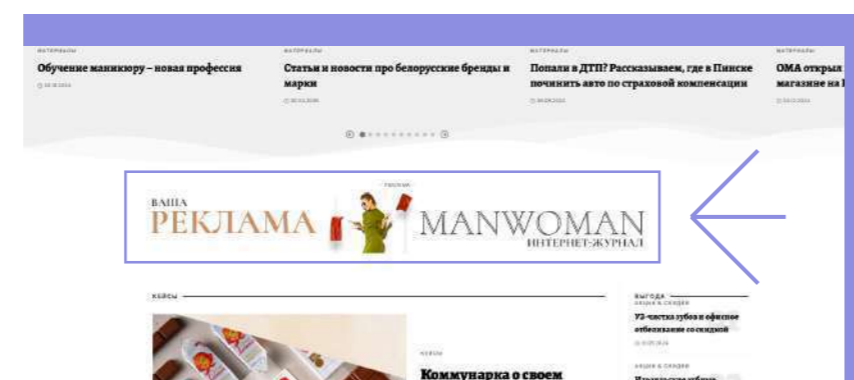 МАТЕРИАЛЫ
Обучение маникюру – новая профессия
МАТЕРИАЛЫ
Статьи и новости про белорусские бренды и
марки
МАТЕРИАЛЫ
Попали в ДТП? Рассказываем, где в Пинске
починить авто по страховой компенсации
МАТЕРИАЛЫ
ОМА открыл
магазине на
РЕКЛАМА
ВАША
РЕКЛАМА
MANWOMAN
ИНТЕРНЕТ-ЖУРНАЛ
КЕЙСЫ
КЕЙСЫ
Коммунарка о своем
ВЫГОДА
АКЦИИ & СКИДКИ
УЗ-чистка зубов и офисное
отбеливание со скидкой
АКЦИИ & СКИДКИ